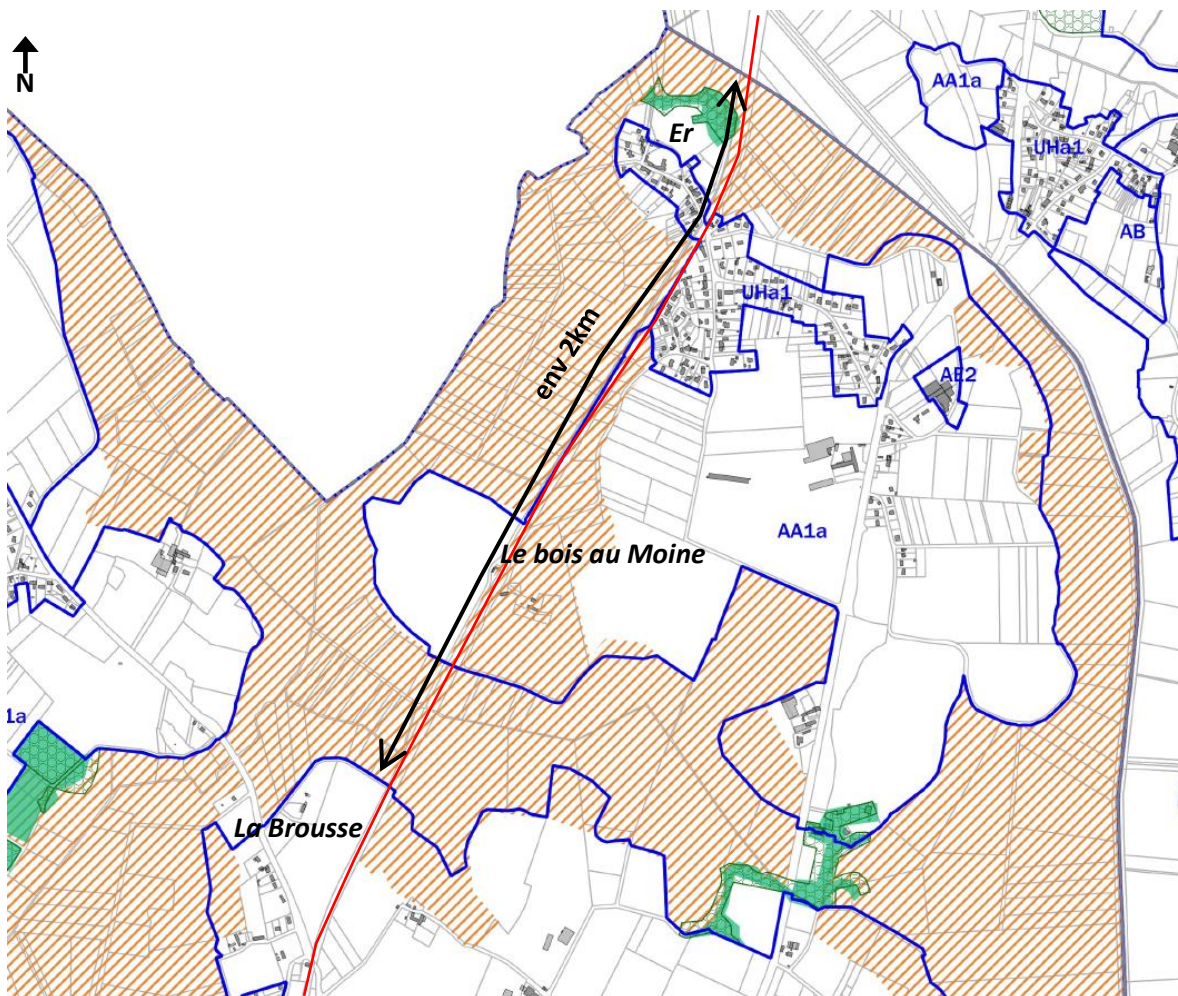 N
AA1a
UHa1
Er
AB
UHa1
env 2km
AE2
AA1a
Le bois au Moine
1a
La Brousse